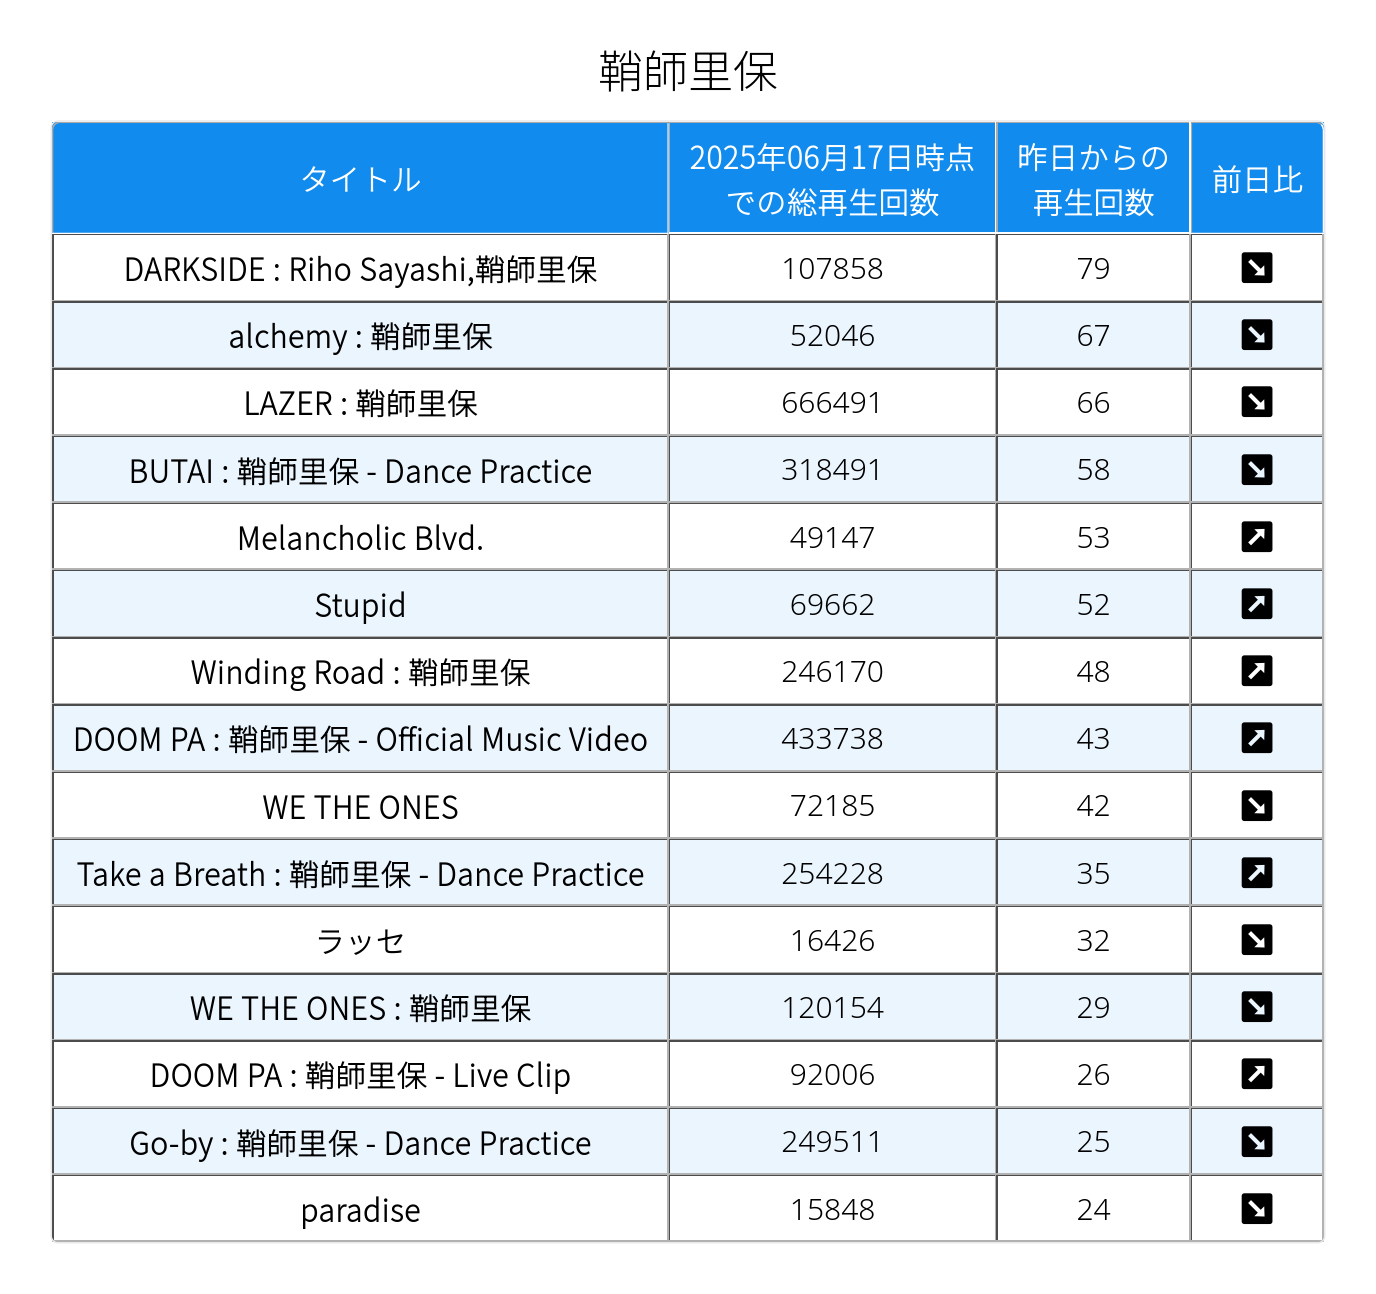 鞘師里保
タイトル 2025年06月17日時点での総再生回数 昨日からの再生回数 前日比
DARKSIDE : Riho Sayashi,鞘師里保 107858 79 ↘
alchemy : 鞘師里保 52046 67 ↘
LAZER : 鞘師里保 666491 66 ↘
BUTAI : 鞘師里保 - Dance Practice 318491 58 ↘
Melancholic Blvd. 49147 53 ↗
Stupid 69662 52 ↗
Winding Road : 鞘師里保 246170 48 ↗
DOOM PA : 鞘師里保 - Official Music Video 433738 43 ↗
WE THE ONES 72185 42 ↘
Take a Breath : 鞘師里保 - Dance Practice 254228 35 ↗
ラッセ 16426 32 ↘
WE THE ONES : 鞘師里保 120154 29 ↘
DOOM PA : 鞘師里保 - Live Clip 92006 26 ↗
Go-by : 鞘師里保 - Dance Practice 249511 25 ↘
paradise 15848 24 ↘